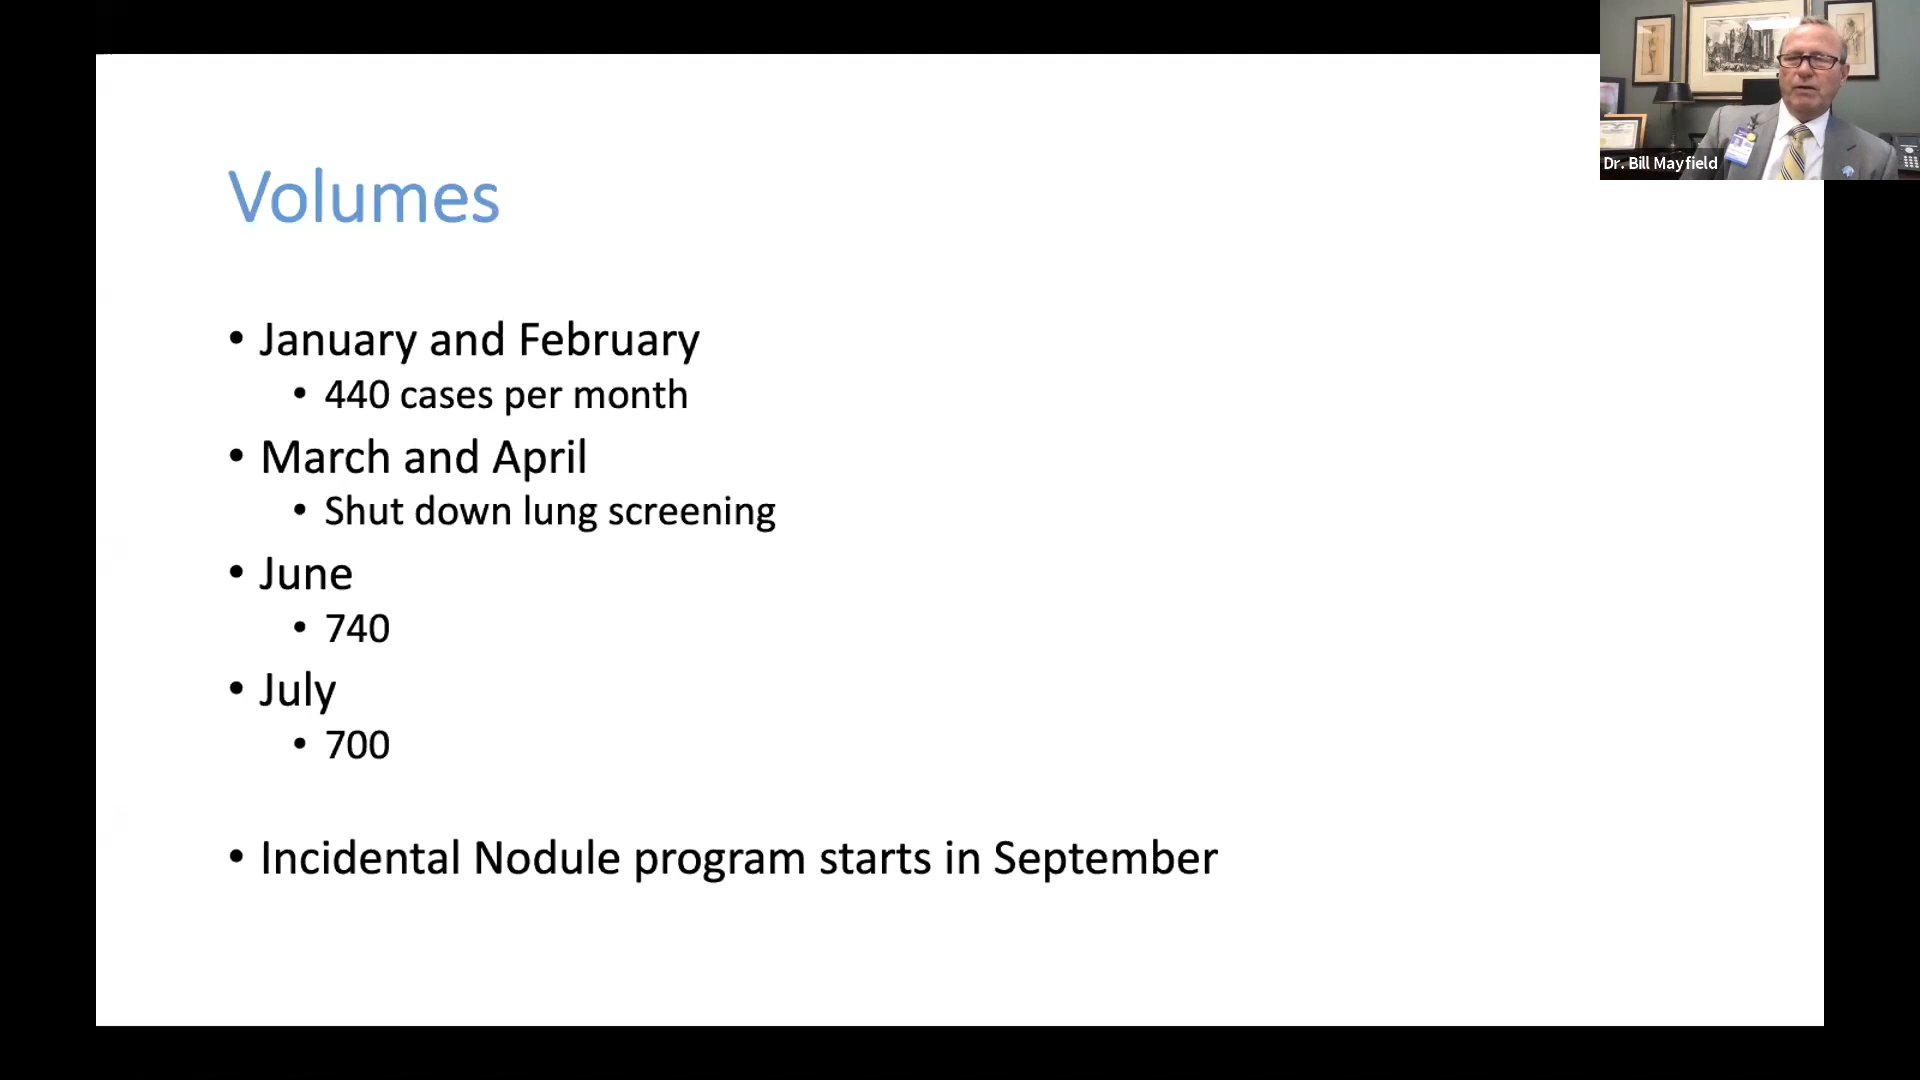 Volumes
• January and February
• 440 cases per month
• March and April
• Shut down lung screening
• June
• 740
• July
• 700
• Incidental Nodule program starts in September
Dr. Bill Mayfield